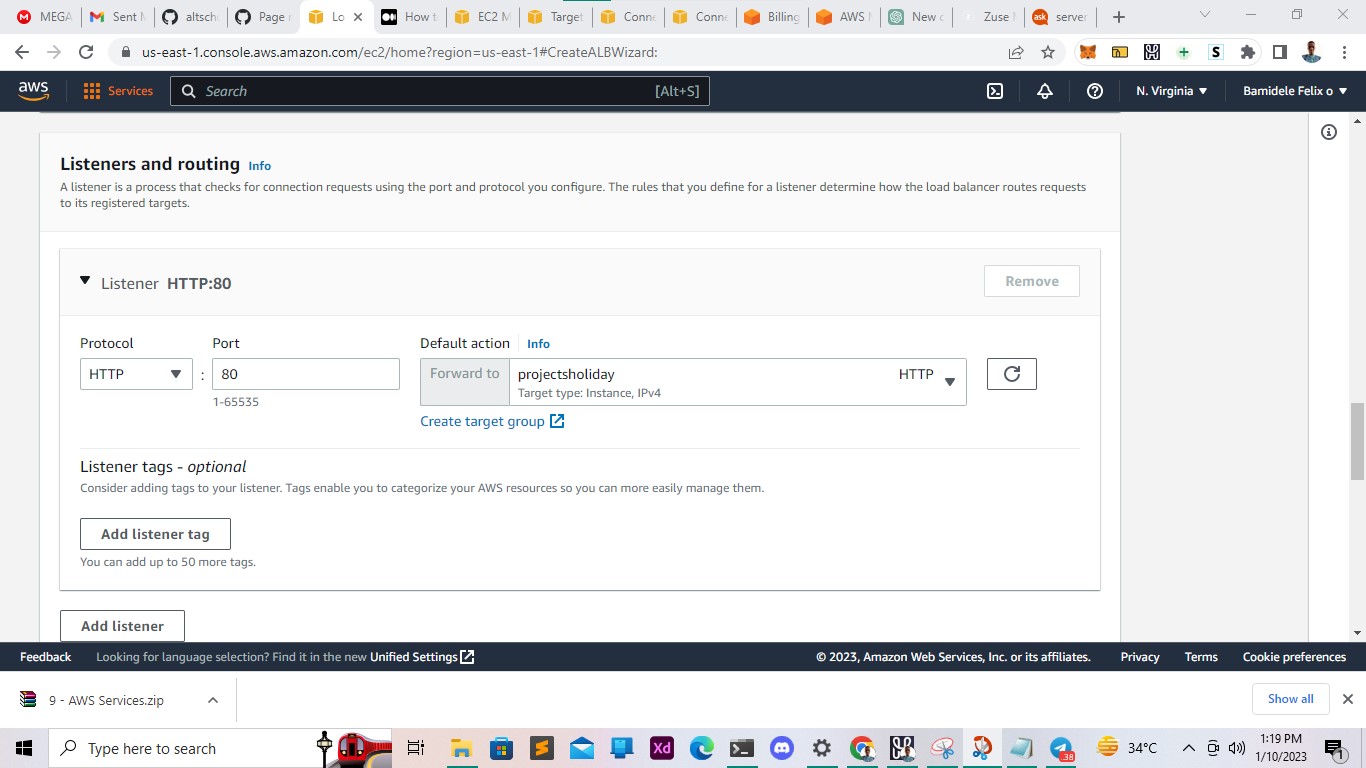 MEGA
Sent M
altsch
Page r
Lo
How t
EC2 M
Target
Conne
Conne
Billing
AWS M
New c
Zuse
ask
server
us-east-1.console.aws.amazon.com/ec2/home?region=us-east-1#CreateALBWizard:
S
aws
Services
Search
[Alt+S]
N. Virginia
Bamidele Felix o
Listeners and routing Info
A listener is a process that checks for connection requests using the port and protocol you configure. The rules that you define for a listener determine how the load balancer routes requests
to its registered targets.
Listener HTTP:80
Remove
Protocol
Port
Default action
Info
HTTP
:
80
Forward to
projectsholiday
HTTP
Target type: Instance, IPv4
1-65535
Create target group
Listener tags - optional
Consider adding tags to your listener. Tags enable you to categorize your AWS resources so you can more easily manage them.
Add listener tag
You can add up to 50 more tags.
Add listener
Feedback
Looking for language selection? Find it in the new Unified Settings
© 2023, Amazon Web Services, Inc. or its affiliates.
Privacy
Terms
Cookie preferences
9 - AWS Services.zip
Show all
Type here to search
Xd
34°C
1:19 PM
1/10/2023